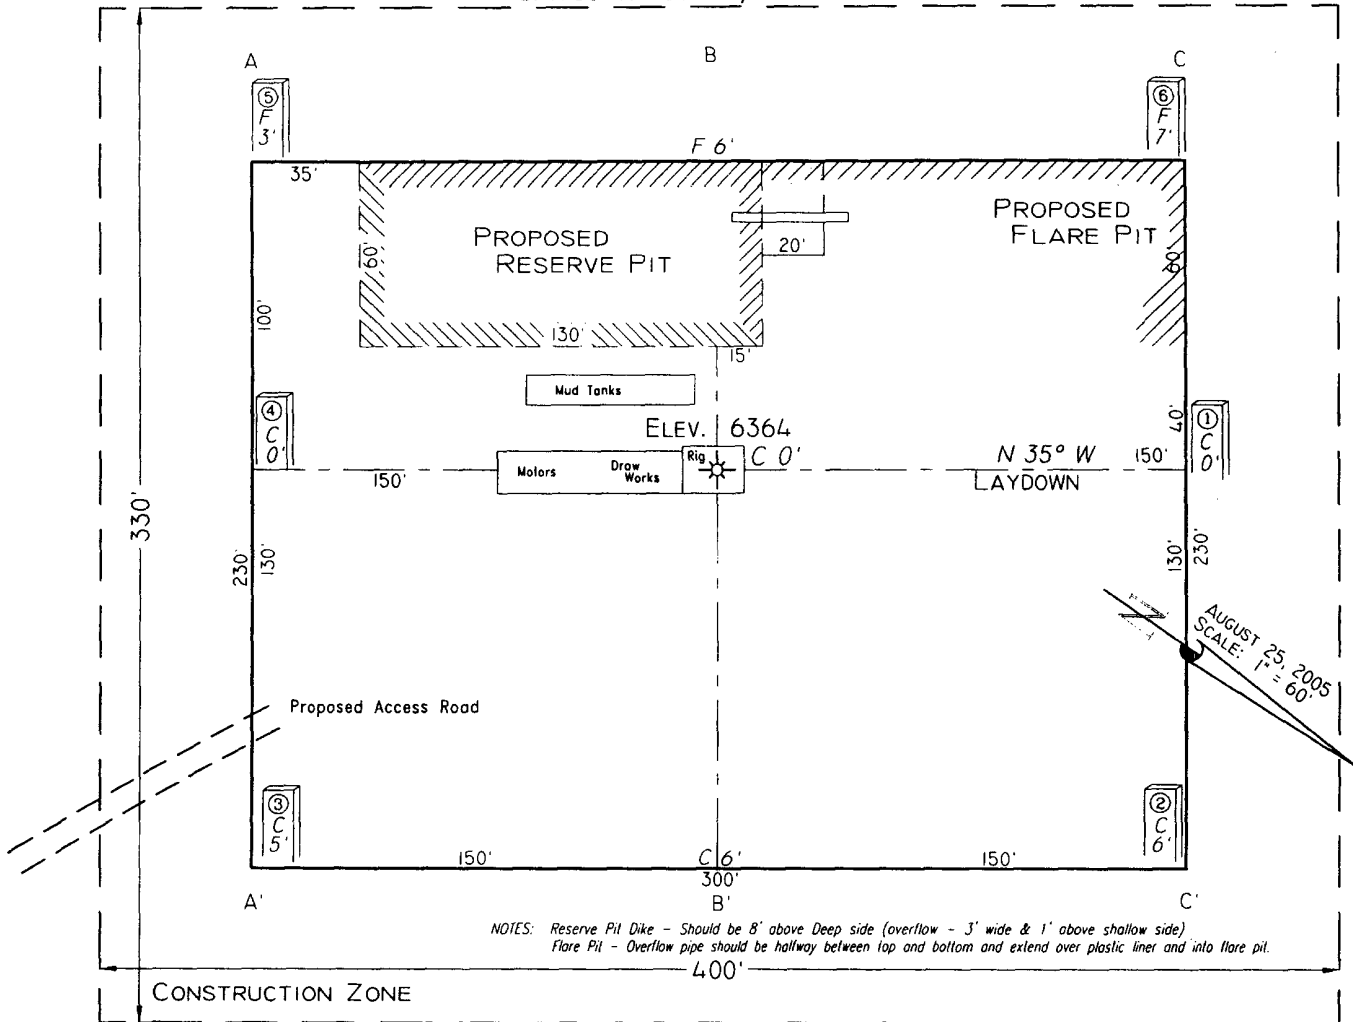 A
B
C
⑤
F
3'
⑥
F
7'
F 6'
35'
PROPOSED
RESERVE PIT
60'
20'
PROPOSED
FLARE PIT
60'
100'
130'
15'
Mud Tanks
④
C
0'
ELEV. 6364
40'
①
C
0'
Rig
C 0'
N 35° W
150'
Motors
Draw
Works
150'
LAYDOWN
330'
230'
130'
130'
230'
N
AUGUST 25, 2005
SCALE: 1" = 60'
Proposed Access Road
③
C
5'
②
C
6'
150'
C 6'
150'
300'
A'
B'
C'
NOTES: Reserve Pit Dike - Should be 8' above Deep side (overflow - 3' wide & 1' above shallow side)
Flare Pit - Overflow pipe should be halfway between top and bottom and extend over plastic liner and into flare pit.
400'
CONSTRUCTION ZONE